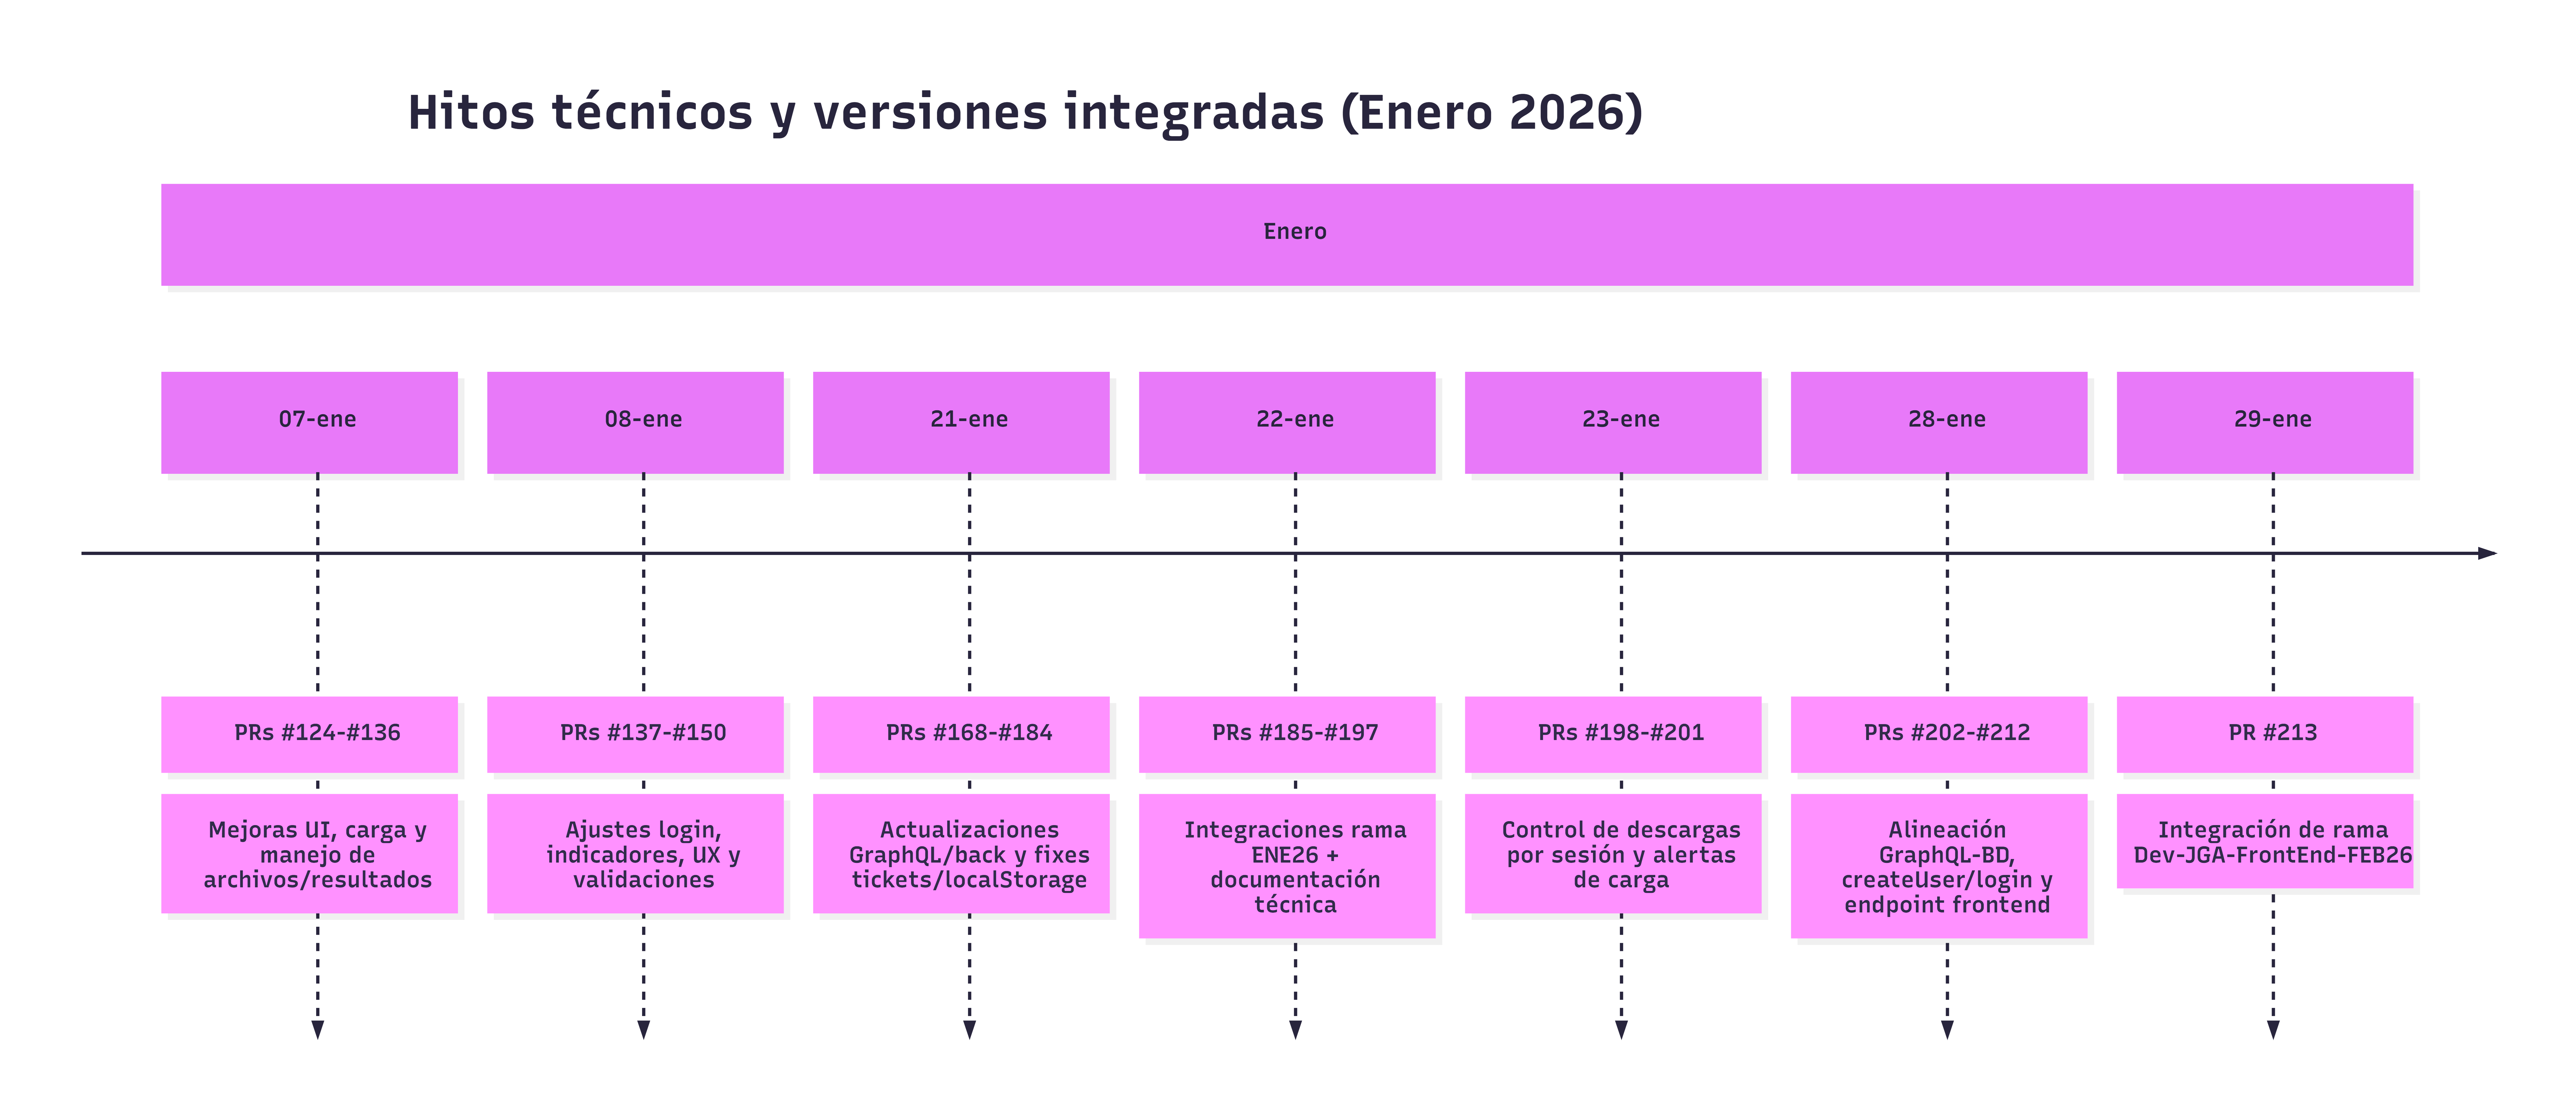 Hitos técnicos y versiones integradas (Enero 2026)
Enero
07-ene
08-ene
21-ene
22-ene
23-ene
28-ene
29-ene
PRs #124-#136
PRs #137-#150
PRs #168-#184
PRs #185-#197
PRs #198-#201
PRs #202-#212
PR #213
Mejoras UI, carga y
manejo de
archivos/resultados
Ajustes login,
indicadores, UX y
validaciones
Actualizaciones
GraphQL/back y fixes
tickets/localStorage
Integraciones rama
ENE26 +
documentación
técnica
Control de descargas
por sesión y alertas
de carga
Alineación
GraphQL-BD,
createUser/login y
endpoint frontend
Integración de rama
Dev-JGA-FrontEnd-FEB26